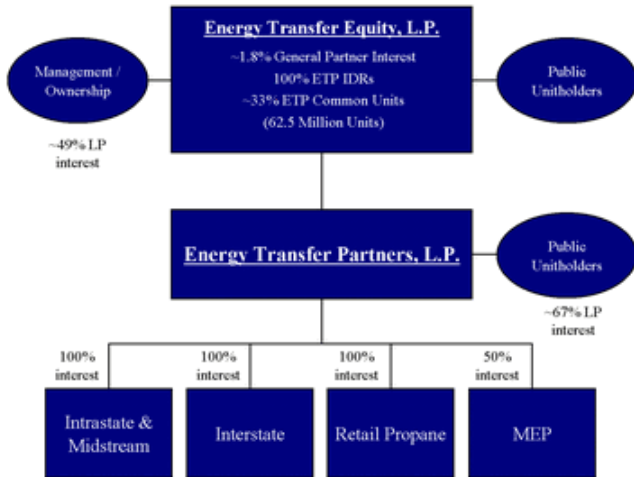 Energy Transfer Equity, L.P.
~1.8% General Partner Interest
100% ETP IDRs
~33% ETP Common Units
(62.5 Million Units)
Management /
Ownership
~49% LP
interest
Public
Unitholders
Energy Transfer Partners, L.P.
Public
Unitholders
~67% LP
interest
100%
interest
100%
interest
100%
interest
50%
interest
Intrastate &
Midstream
Interstate
Retail Propane
MEP